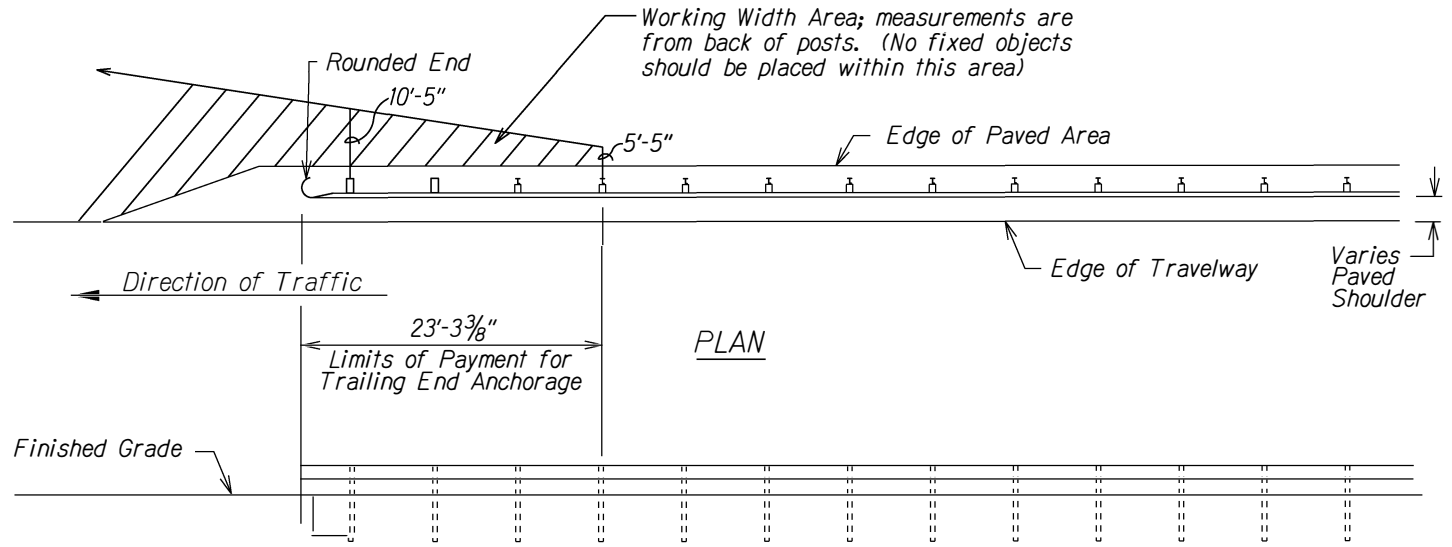 Working Width Area; measurements are
from back of posts. (No fixed objects
should be placed within this area)
Rounded End
10'-5"
5'-5"
Edge of Paved Area
Direction of Traffic
Edge of Travelway
Varies
Paved
Shoulder
23'-3⅜"
Limits of Payment for
Trailing End Anchorage
PLAN
Finished Grade